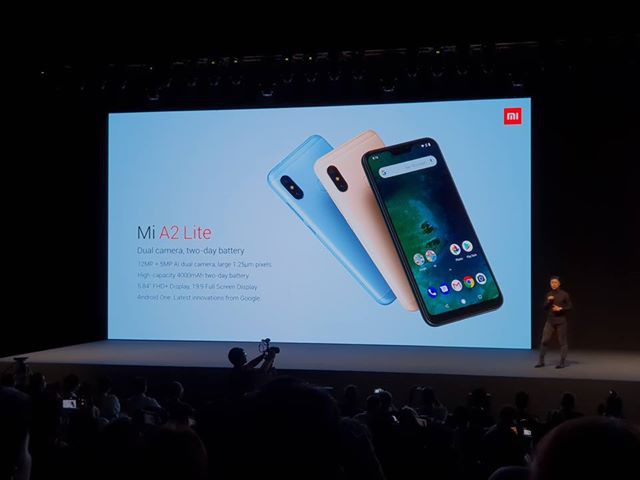 mi
Mi A2 Lite
Dual camera, two-day battery
12MP + 5MP AI dual camera, large 1.25μm pixels.
High-capacity 4000mAh two-day battery
5.84" FHD+ Display, 19:9 Full Screen Display
Android One. Latest innovations from Google.